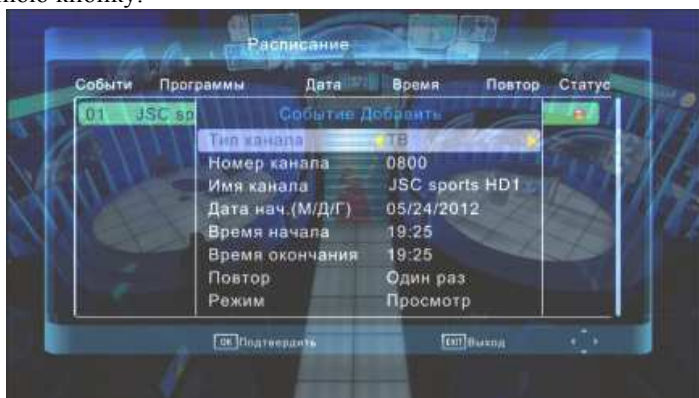 ную кнопку.
Расписание
Событи Программы Дата Время Повтор Статус
01 JSC sp
Событие Добавить
Тип канала ТВ
Номер канала 0800
Имя канала JSC sports HD1
Дата нач.(М/Д/Г) 05/24/2012
Время начала 19:25
Время окончания 19:25
Повтор Один раз
Режим Просмотр
OK Подтвердить EXIT Выход